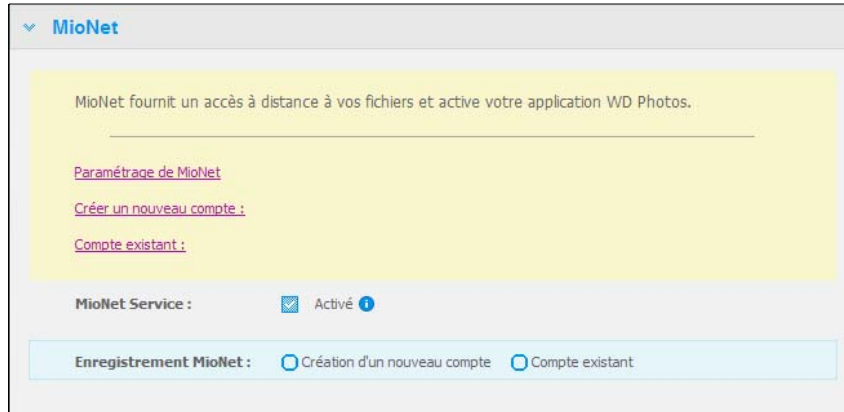 MioNet
MioNet fournit un accès à distance à vos fichiers et active votre application WD Photos.
Paramétrage de MioNet
Créer un nouveau compte :
Compte existant :
MioNet Service : Activé
Enregistrement MioNet : Création d'un nouveau compte Compte existant